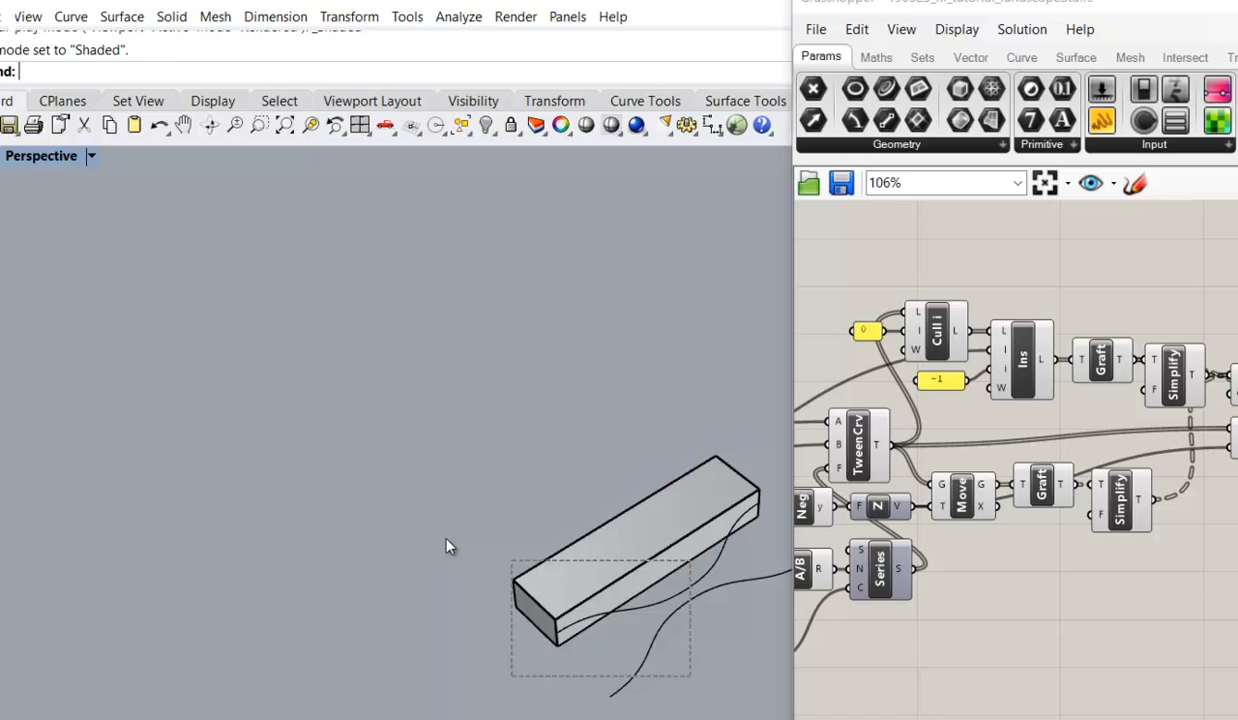 View Curve Surface Solid Mesh Dimension Transform Tools Analyze Render Panels Help
mode set to "Shaded".
nd:
rd CPlanes Set View Display Select Viewport Layout Visibility Transform Curve Tools Surface Tools
Perspective
File Edit View Display Solution Help
Params Maths Sets Vector Curve Surface Mesh Intersect Tr
Geometry Primitive Input
106%
0
L I W Cull i L
-1
L I i W Ins L
T Graft T
T F Simplify T
A B F TweenCrv T
Neg y
F Z V
G T Move G X
T Graft T
T F Simplify T
A/B R
S N C Series S